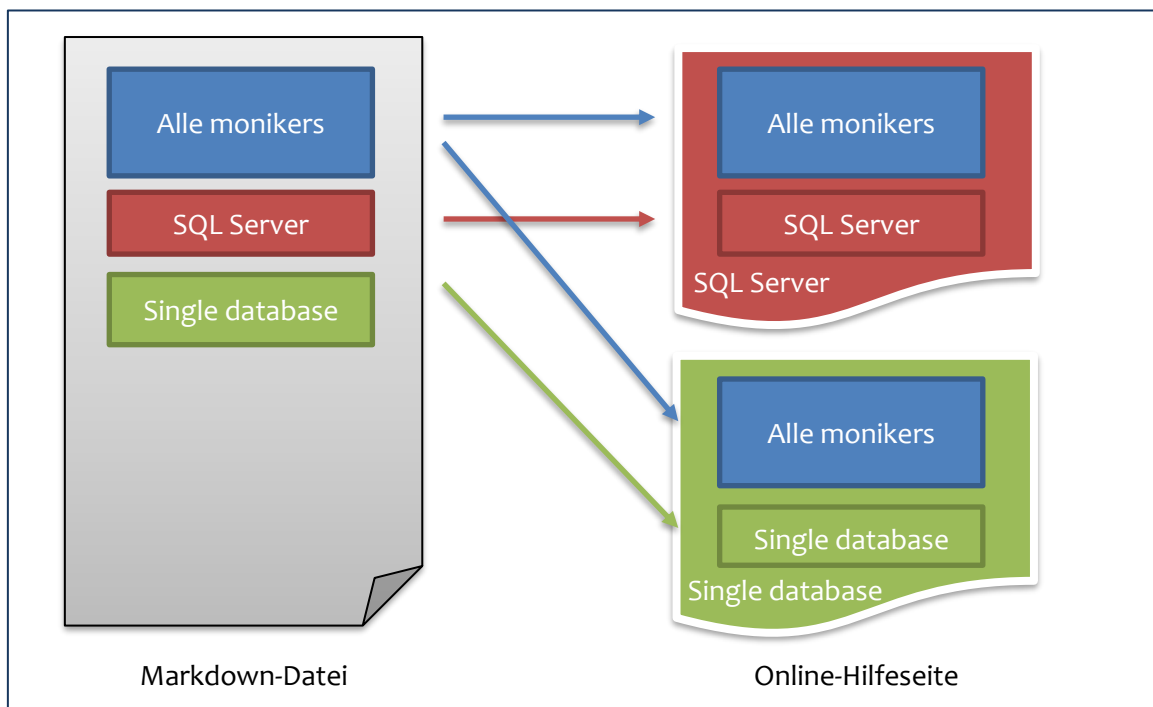 Alle monikers
SQL Server
Single database
Markdown-Datei
Alle monikers
SQL Server
SQL Server
Alle monikers
Single database
Single database
Online-Hilfeseite